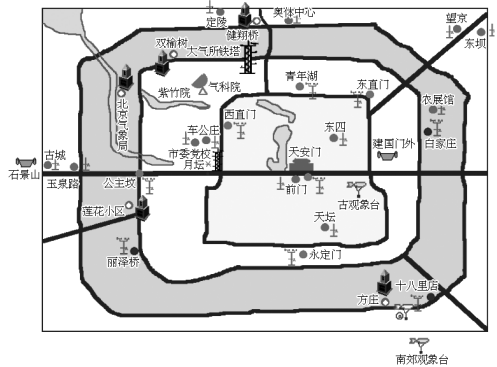 定陵
奥体中心
望京
健翔桥
东坝
双榆树
大气所铁塔
青年湖
东直门
紫竹院
气科院
农展馆
北京气象局
西直门
车公庄
东四
白家庄
建国门外
市委党校
月坛
天安门
古城
石景山
玉泉路
公主坟
前门
古观象台
莲花小区
天坛
丽泽桥
永定门
方庄
十八里店
南郊观象台